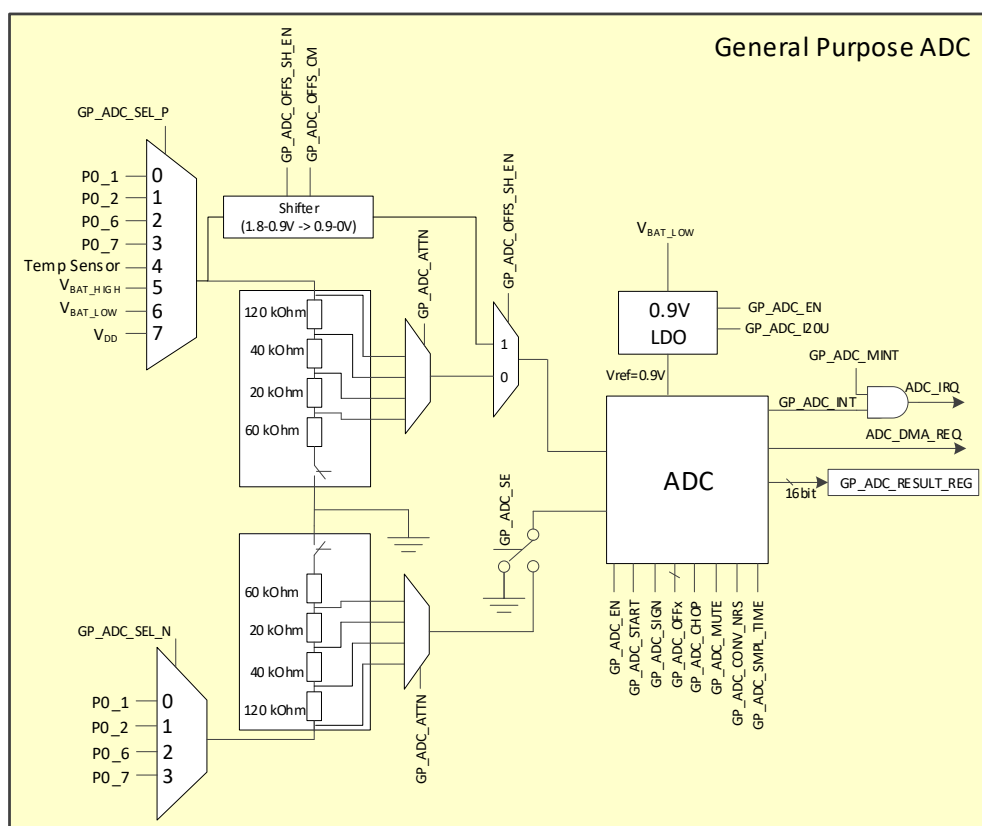 General Purpose ADC
GP_ADC_OFFS_SH_EN
GP_ADC_OFFS_CM
GP_ADC_SEL_P
P0_1
P0_2
P0_6
P0_7
Temp Sensor
VBAT_HIGH
VBAT_LOW
VDD
0
1
2
3
4
5
6
7
Shifter
(1.8-0.9V -> 0.9-0V)
GP_ADC_OFFS_SH_EN
GP_ADC_ATTN
120 kOhm
40 kOhm
20 kOhm
60 kOhm
1
0
VBAT_LOW
0.9V
LDO
GP_ADC_EN
GP_ADC_I20U
Vref=0.9V
GP_ADC_MINT
GP_ADC_INT
ADC_IRQ
ADC_DMA_REQ
ADC
16bit
GP_ADC_RESULT_REG
GP_ADC_SE
60 kOhm
20 kOhm
40 kOhm
120 kOhm
GP_ADC_ATTN
GP_ADC_SEL_N
P0_1
P0_2
P0_6
P0_7
0
1
2
3
GP_ADC_EN
GP_ADC_START
GP_ADC_SIGN
GP_ADC_OFFx
GP_ADC_CHOP
GP_ADC_MUTE
GP_ADC_CONV_NRS
GP_ADC_SMPL_TIME